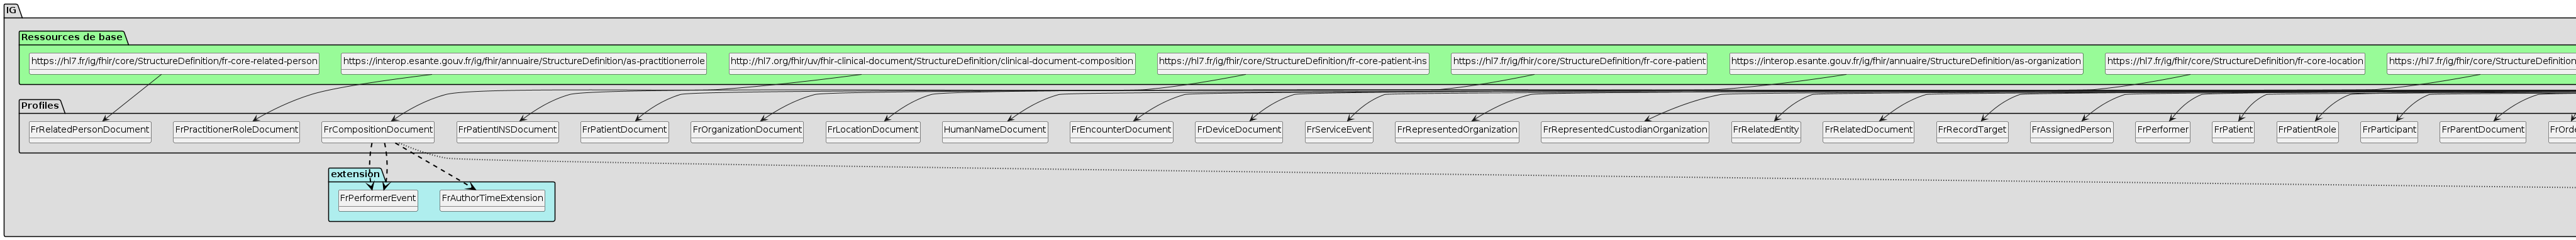 IG
Ressources de base
https://hl7.fr/ig/fhir/core/StructureDefinition/fr-core-related-person
https://interop.esante.gouv.fr/ig/fhir/annuaire/StructureDefinition/as-practitionerrole
http://hl7.org/fhir/uv/fhir-clinical-document/StructureDefinition/clinical-document-composition
https://hl7.fr/ig/fhir/core/StructureDefinition/fr-core-patient-ins
https://hl7.fr/ig/fhir/core/StructureDefinition/fr-core-patient
https://interop.esante.gouv.fr/ig/fhir/annuaire/StructureDefinition/as-organization
https://hl7.fr/ig/fhir/core/StructureDefinition/fr-core-location
https://hl7.fr/ig/fhir/core/StructureDefinition
Profiles
FrRelatedPersonDocument
FrPractitionerRoleDocument
FrCompositionDocument
FrPatientINSDocument
FrPatientDocument
FrOrganizationDocument
FrLocationDocument
HumanNameDocument
FrEncounterDocument
FrDeviceDocument
FrServiceEvent
FrRepresentedOrganization
FrRepresentedCustodianOrganization
FrRelatedEntity
FrRelatedDocument
FrRecordTarget
FrAssignedPerson
FrPerformer
FrPatient
FrPatientRole
FrParticipant
FrParentDocument
FrOrd
extension
FrPerformerEvent
FrAuthorTimeExtension